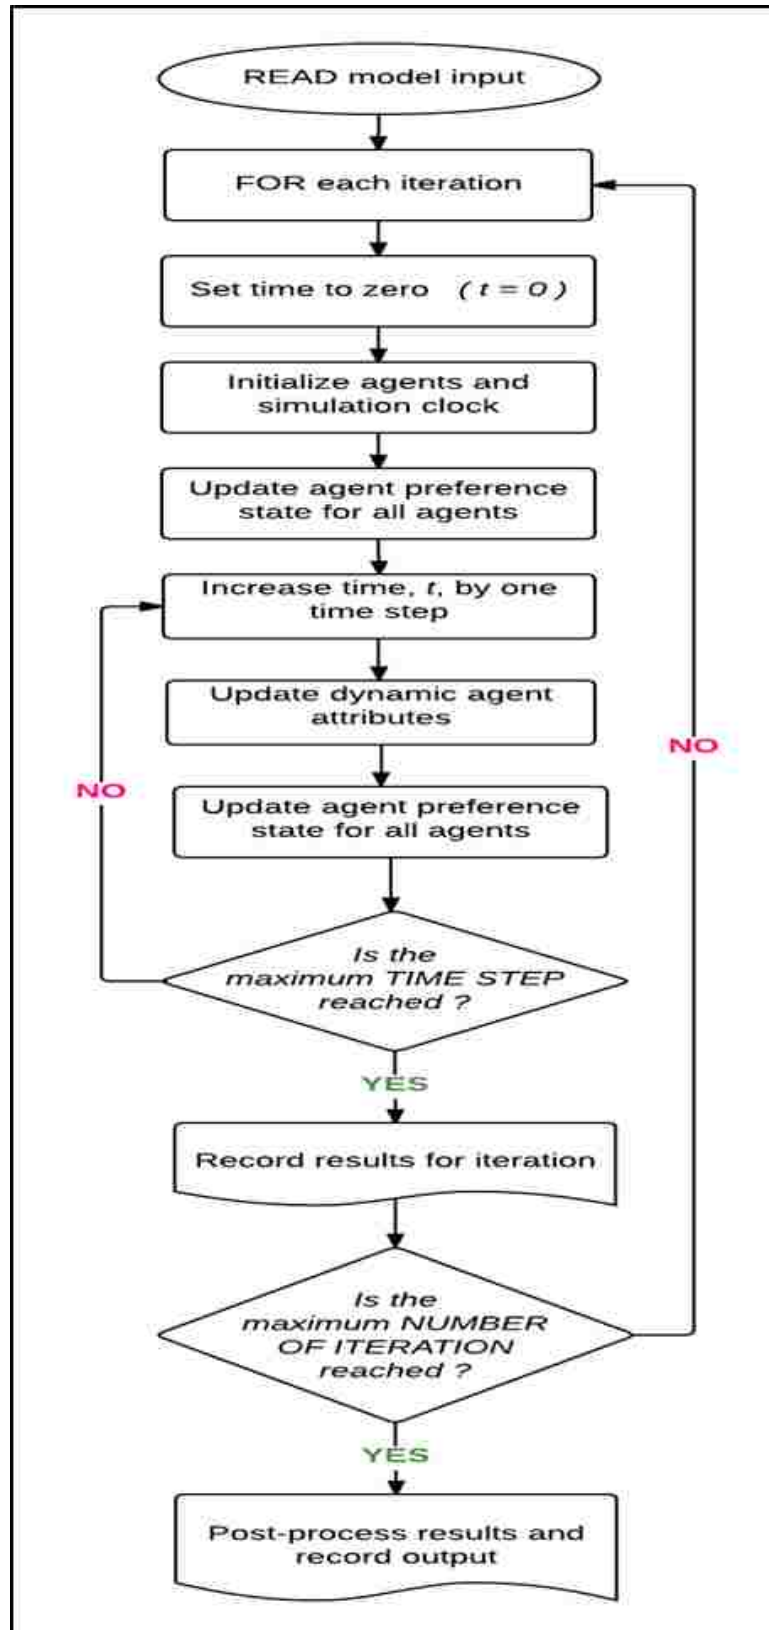 READ model input
FOR each iteration
Set time to zero ( t = 0 )
Initialize agents and
simulation clock
Update agent preference
state for all agents
Increase time, t, by one
time step
Update dynamic agent
attributes
NO
NO
Update agent preference
state for all agents
Is the
maximum TIME STEP
reached ?
YES
Record results for iteration
Is the
maximum NUMBER
OF ITERATION
reached ?
YES
Post-process results and
record output